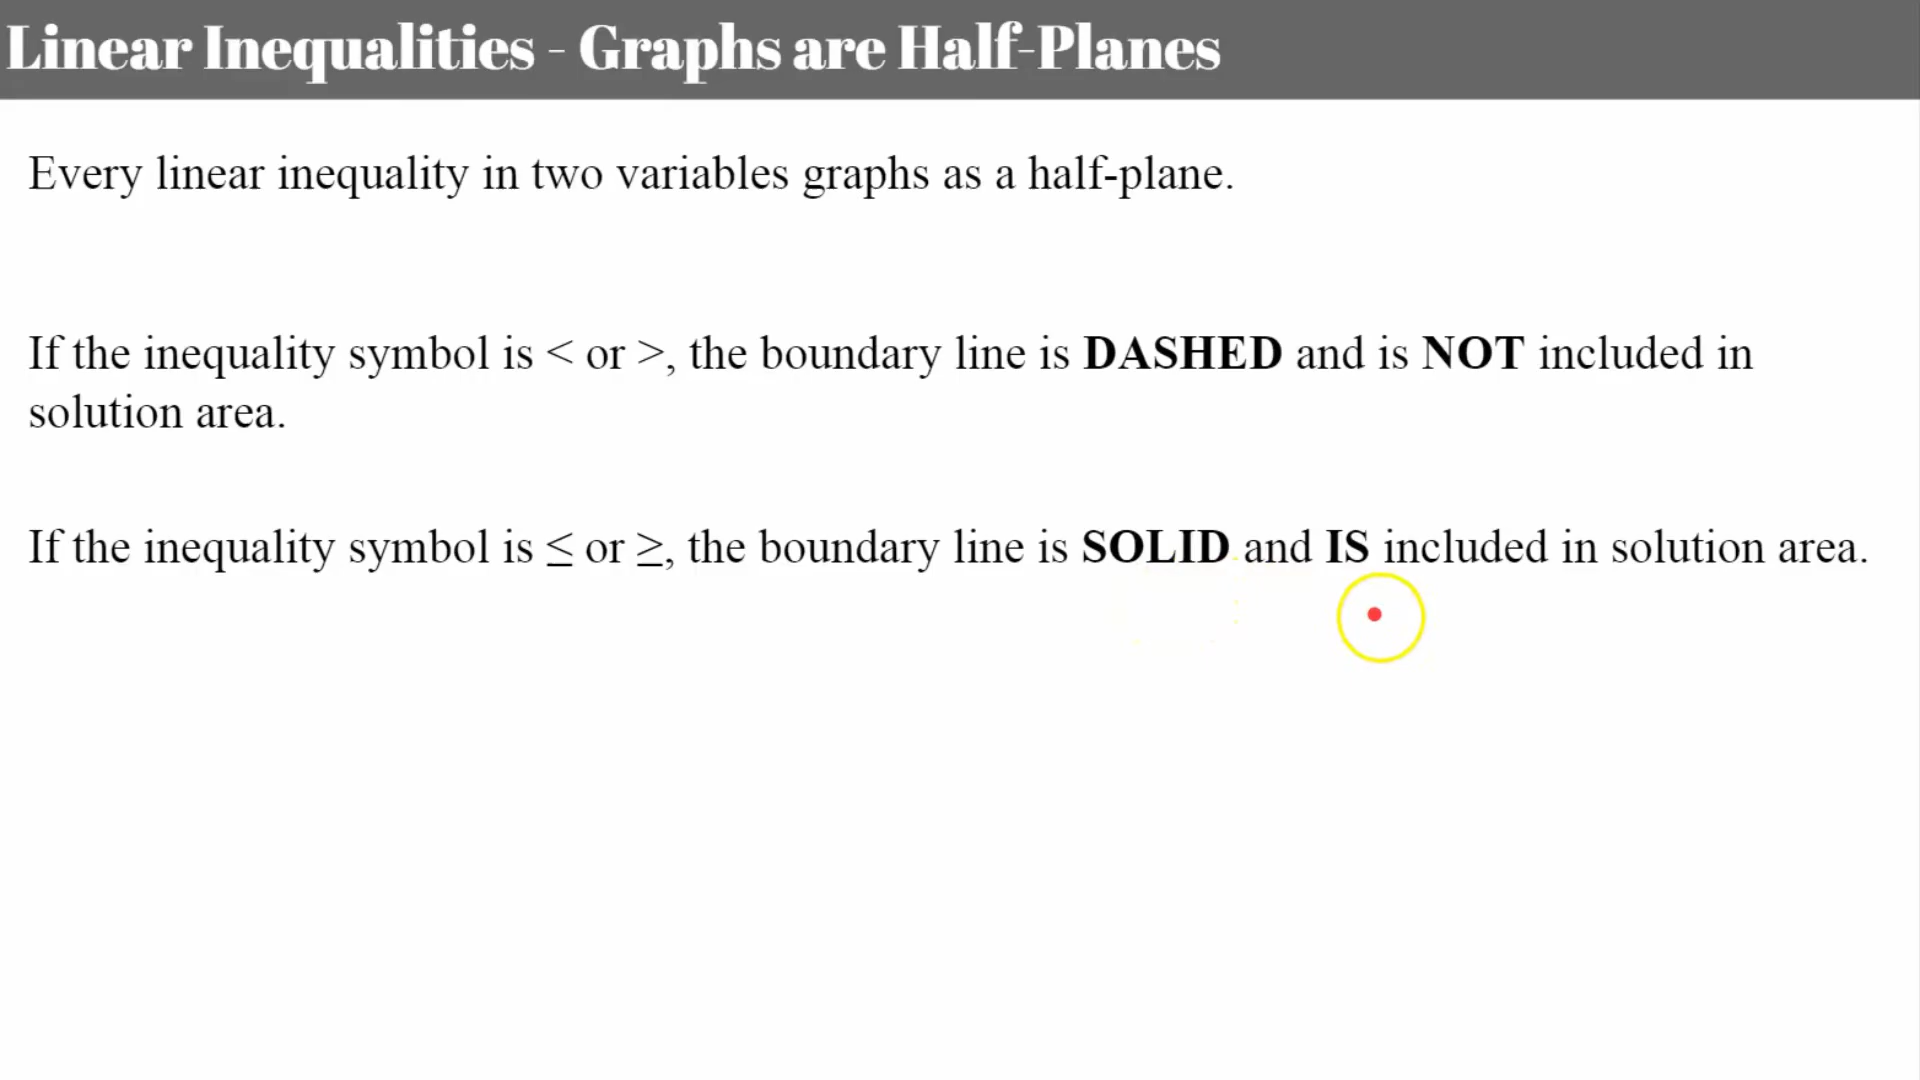 Linear Inequalities - Graphs are Half-Planes
Every linear inequality in two variables graphs as a half-plane.
If the inequality symbol is < or >, the boundary line is DASHED and is NOT included in
solution area.
If the inequality symbol is ≤ or ≥, the boundary line is SOLID and IS included in solution area.